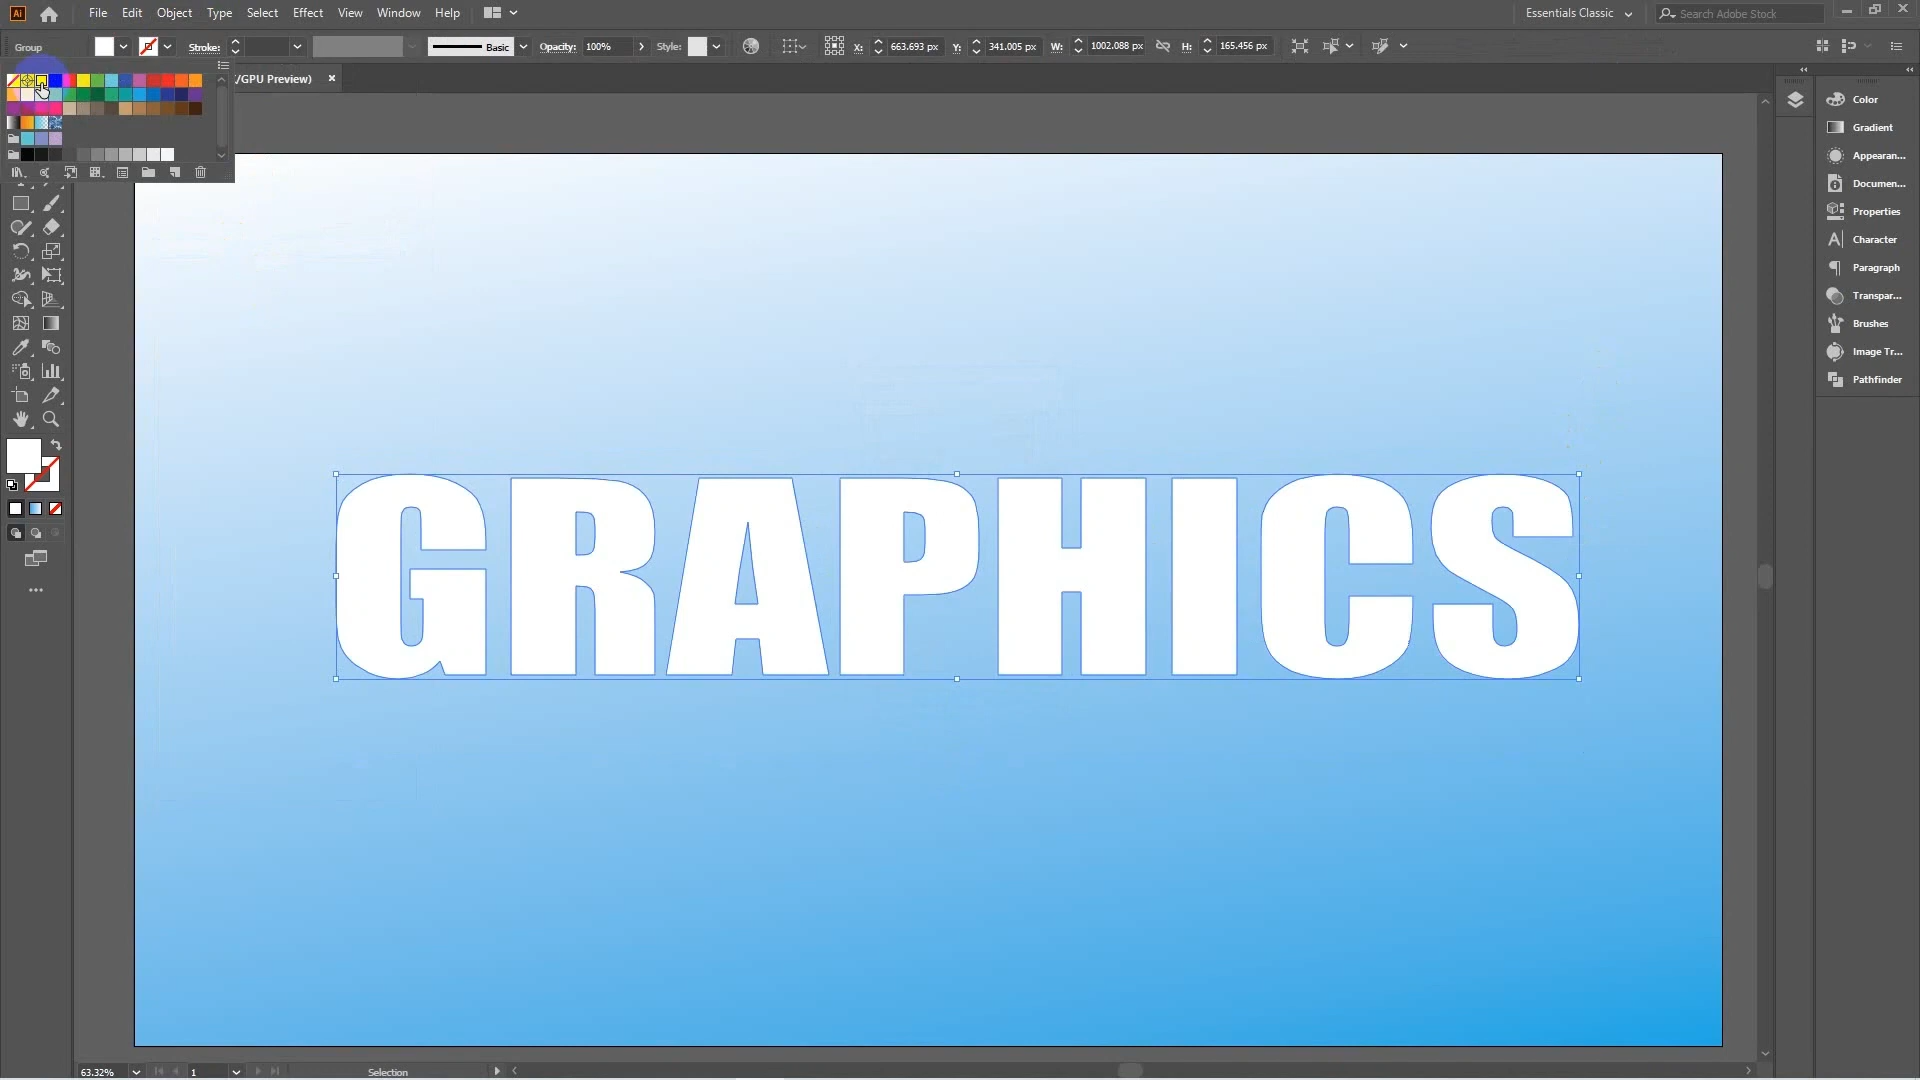 Ai File Edit Object Type Select Effect View Window Help Essentials Classic Search Adobe Stock
Group Stroke: Basic Opacity: 100% Style: X: 663.693 px Y: 341.005 px W: 1002.088 px H: 165.456 px
/GPU Preview) ×
Color
Gradient
Appearan...
Documen...
Properties
Character
Paragraph
Transpar...
Brushes
Image Tr...
Pathfinder
GRAPHICS
63.32% 1 Selection